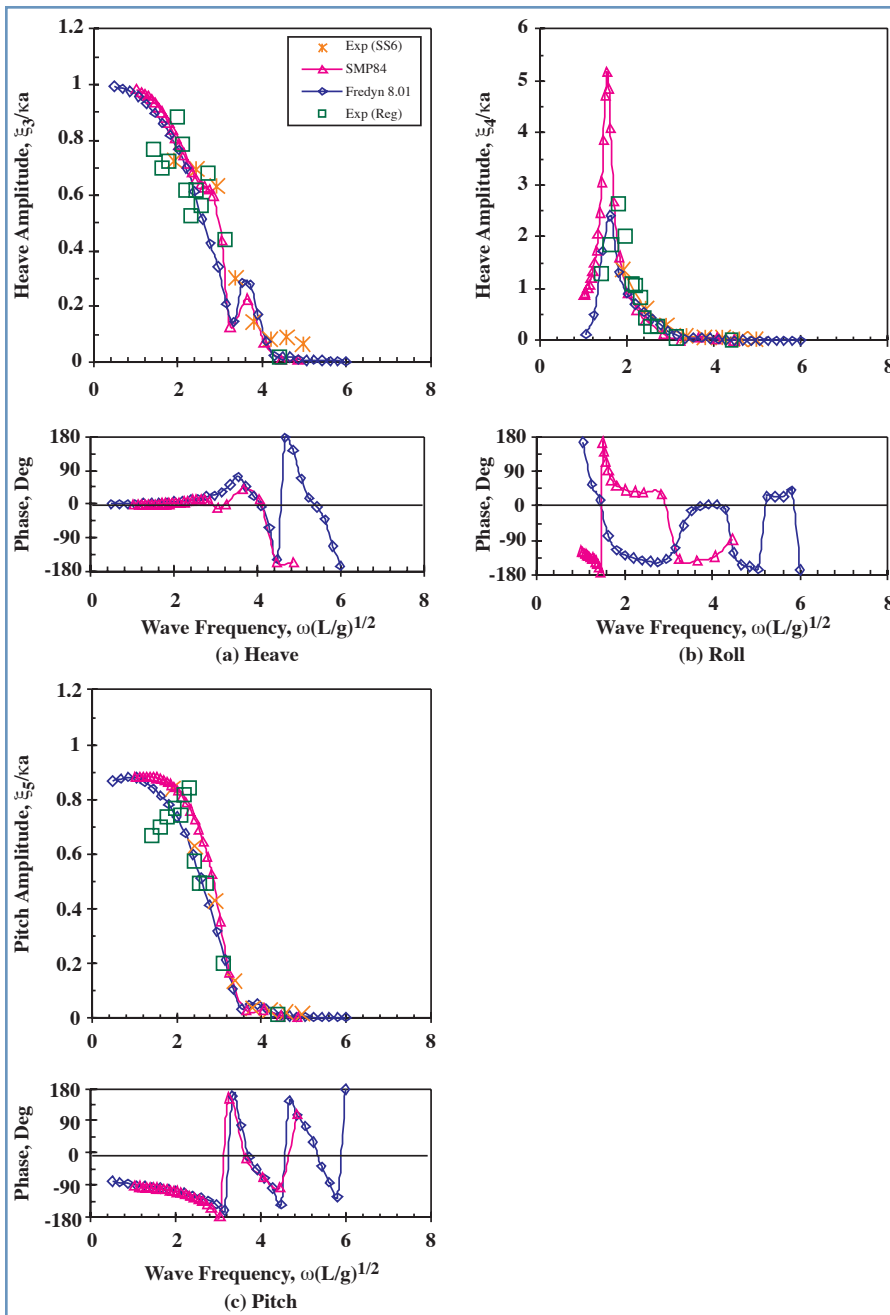 1.2
1
0.8
0.6
0.4
0.2
0
Heave Amplitude, ξ3/κa
Exp (SS6)
SMP84
Fredyn 8.01
Exp (Reg)
0 2 4 6 8
180
90
0
-90
-180
Phase, Deg
0 2 4 6 8
Wave Frequency, ω(L/g)1/2
(a) Heave
6
5
4
3
2
1
0
Heave Amplitude, ξ4/κa
0 2 4 6 8
180
90
0
-90
-180
Phase, Deg
0 2 4 6 8
Wave Frequency, ω(L/g)1/2
(b) Roll
1.2
1
0.8
0.6
0.4
0.2
0
Pitch Amplitude, ξ5/κa
0 2 4 6 8
180
90
0
-90
-180
Phase, Deg
0 2 4 6 8
Wave Frequency, ω(L/g)1/2
(c) Pitch